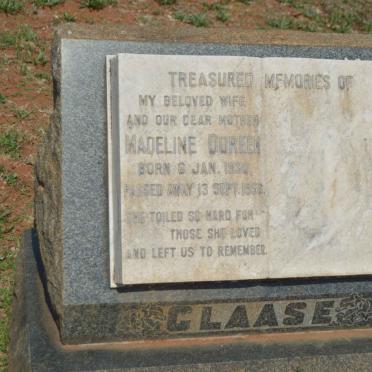 TREASURED MEMORIES OF
MY BELOVED WIFE
AND OUR DEAR MOTHER
MADELINE DOREEN
BORN 6 JAN.
PASSED AWAY 13 SEPT.
SHE TOILED SO HARD FOR
THOSE SHE LOVED
AND LEFT US TO REMEMBER.
CLAASE